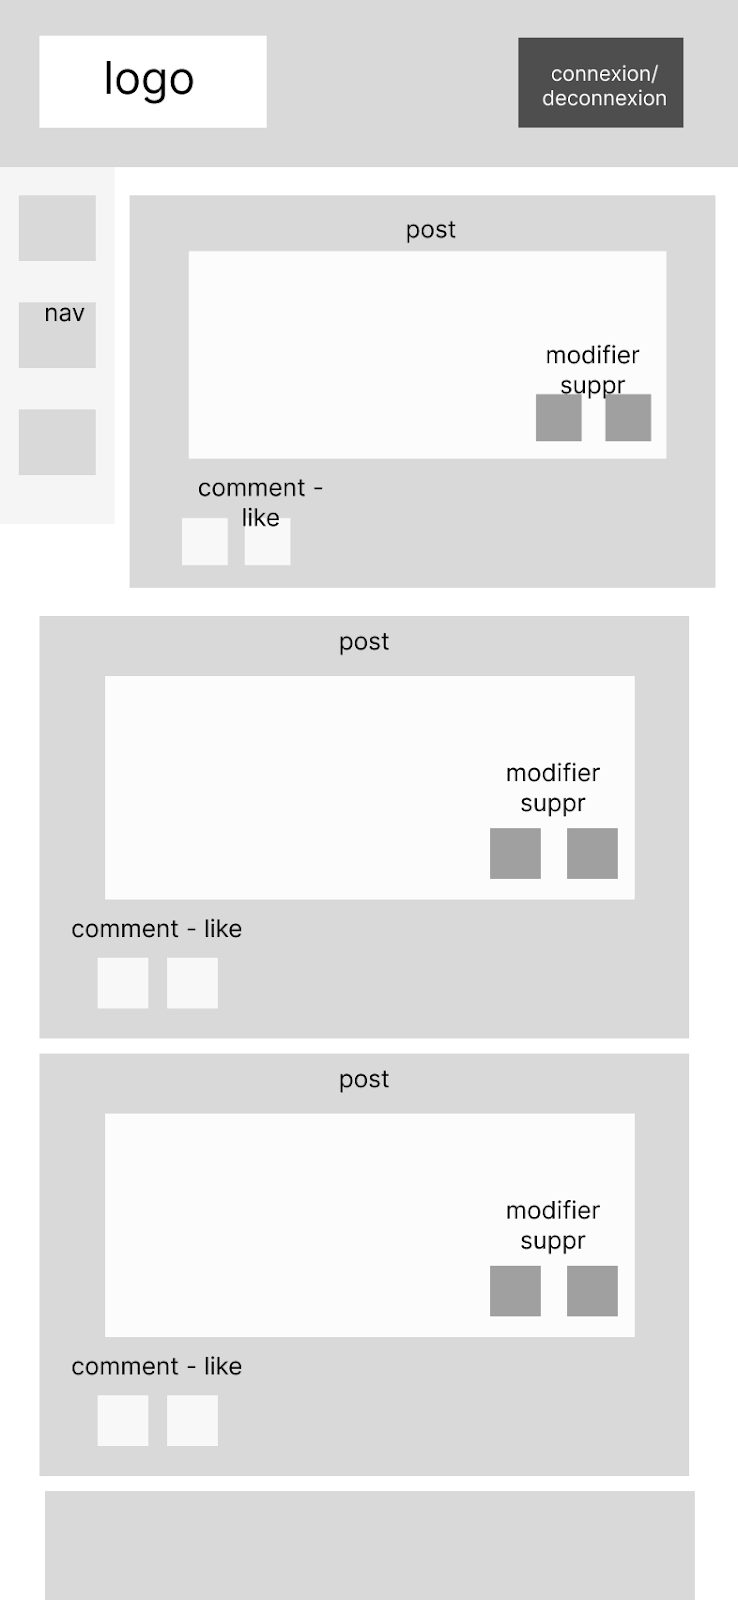 logo
connexion/
deconnexion
nav
post
modifier
suppr
comment -
like
post
modifier
suppr
comment - like
post
modifier
suppr
comment - like